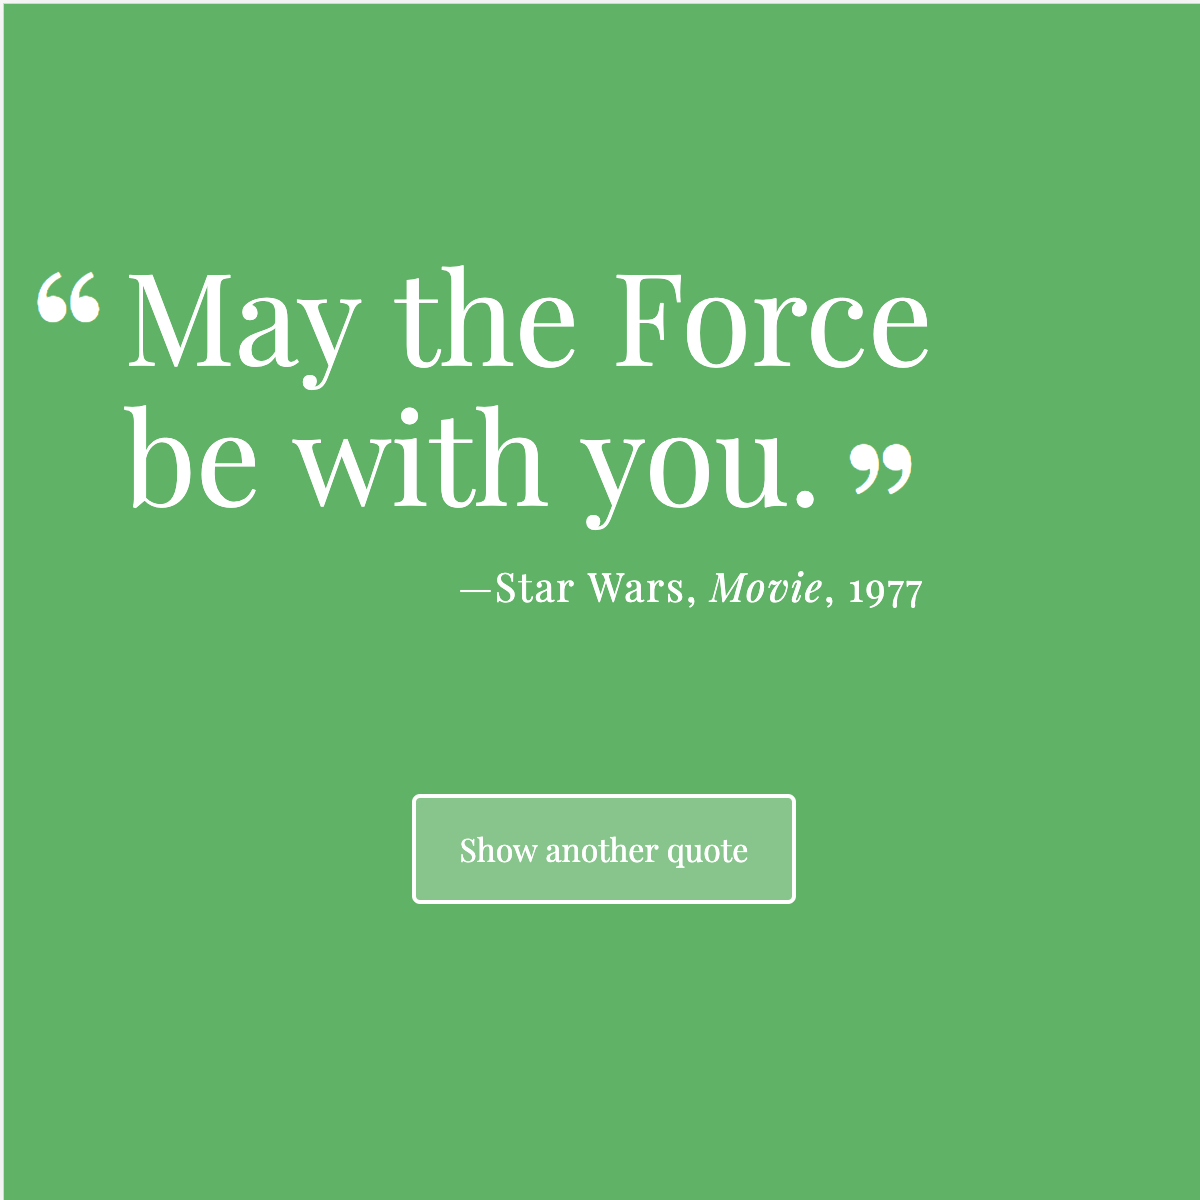 “May the Force
be with you.”
—Star Wars, Movie, 1977
Show another quote